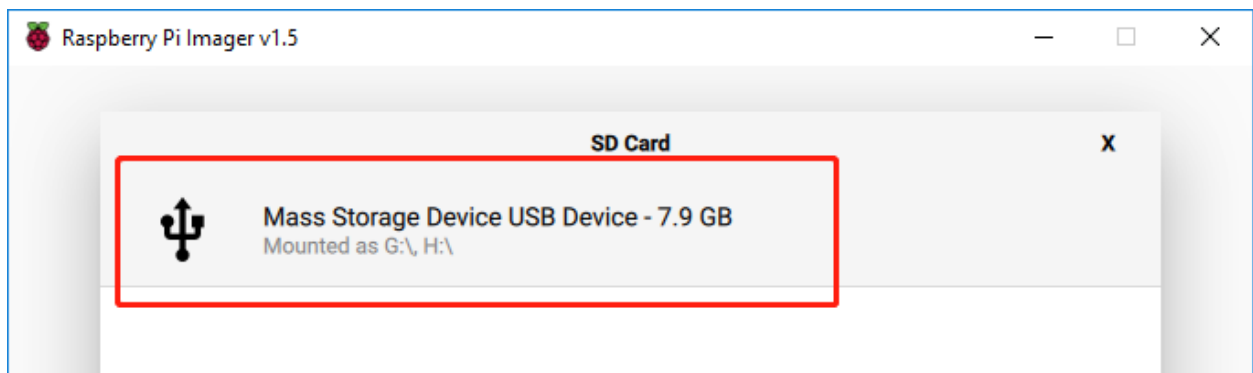 Raspberry Pi Imager v1.5
SD Card
X
Mass Storage Device USB Device - 7.9 GB
Mounted as G:\, H:\